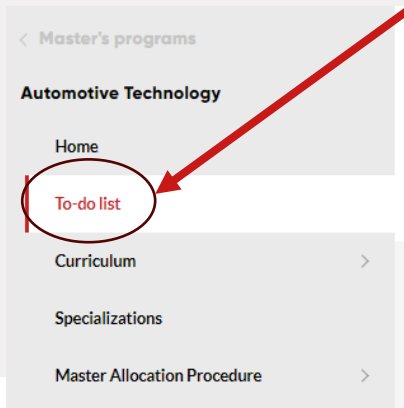 < Master's programs
Automotive Technology
Home
To-do list
Curriculum >
Specializations
Master Allocation Procedure >